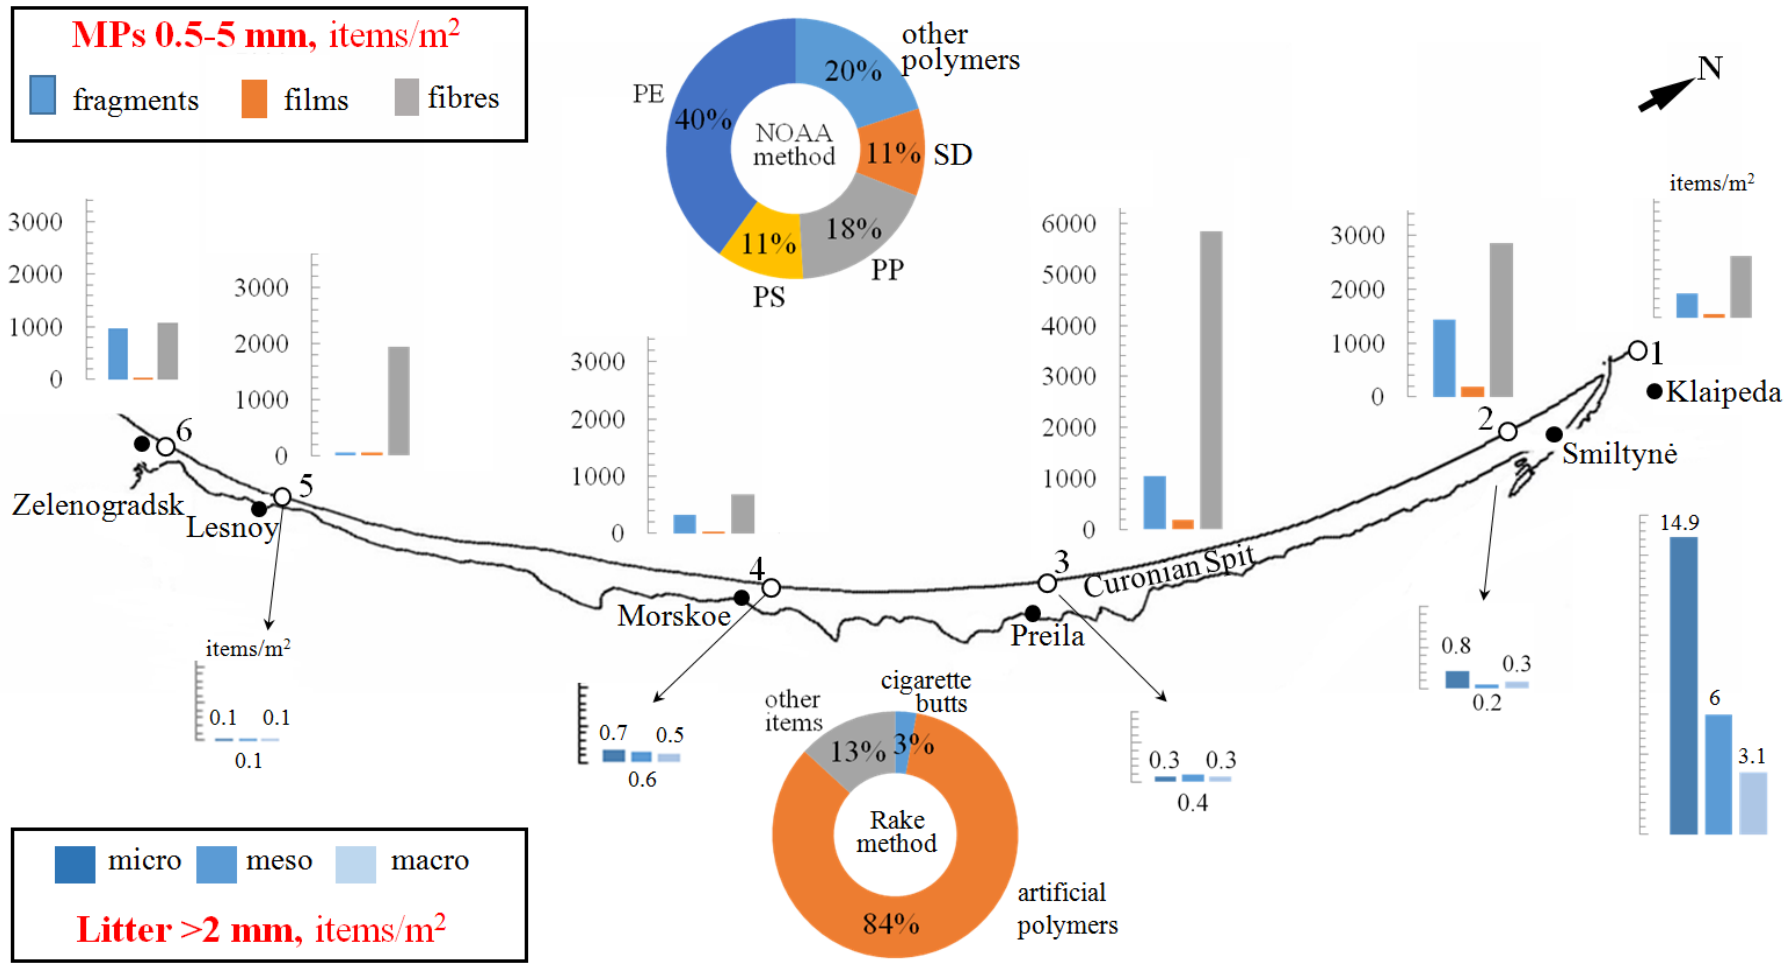 MPs 0.5-5 mm, items/m²
fragments films fibres
other
polymers
20%
PE
40%
NOAA
method
11%
SD
18%
PP
11%
PS
N
items/m²
3000
2000
1000
0
3000
2000
1000
0
3000
2000
1000
0
6000
5000
4000
3000
2000
1000
0
3000
2000
1000
0
1
Klaipeda
2
Smiltynė
3
Curonian Spit
Preila
4
Morskoe
5
Lesnoy
6
Zelenogradsk
items/m²
0.1 0.1
0.1
0.7 0.5
0.6
0.3 0.3
0.4
0.8
0.3
0.2
14.9
6
3.1
cigarette
butts
3%
other
items
13%
Rake
method
84%
artificial
polymers
micro meso macro
Litter >2 mm, items/m²